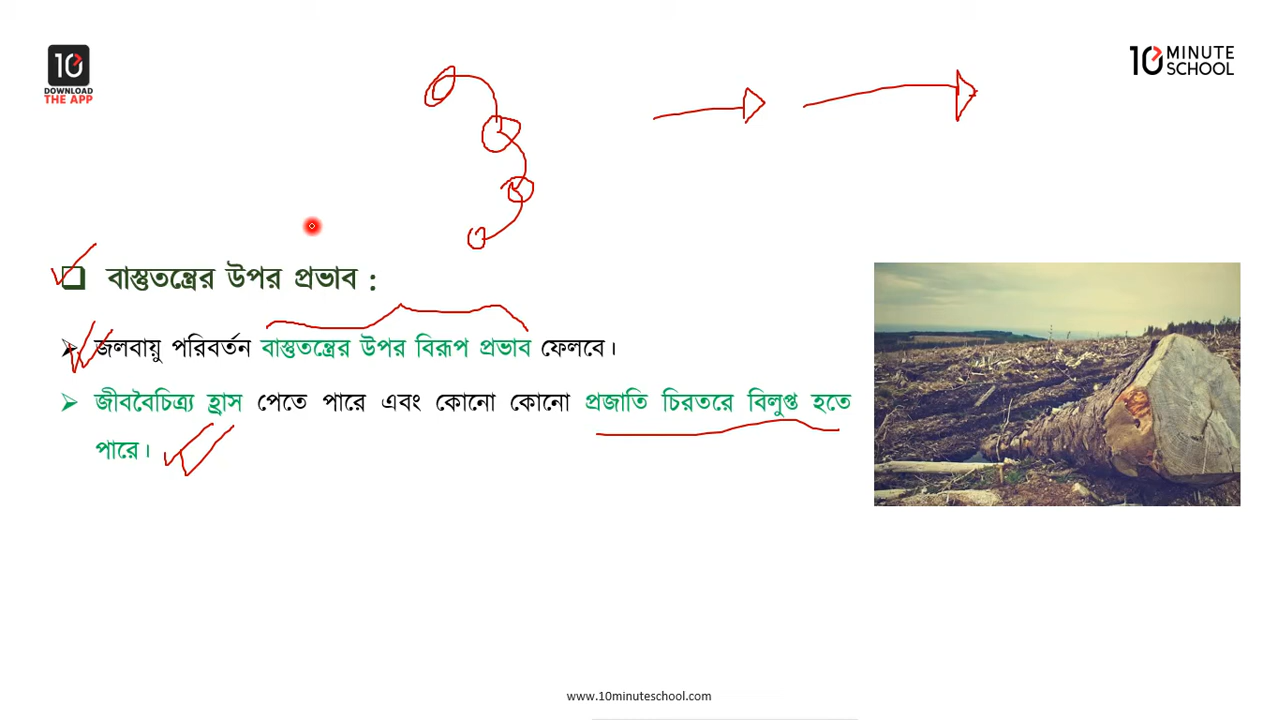 10
DOWNLOAD
THE APP
10 MINUTE
SCHOOL
বাস্তুতন্ত্রের উপর প্রভাব :
জলবায়ু পরিবর্তন বাস্তুতন্ত্রের উপর বিরূপ প্রভাব ফেলবে।
জীববৈচিত্র্য হ্রাস পেতে পারে এবং কোনো কোনো প্রজাতি চিরতরে বিলুপ্ত হতে
পারে।
www.10minuteschool.com